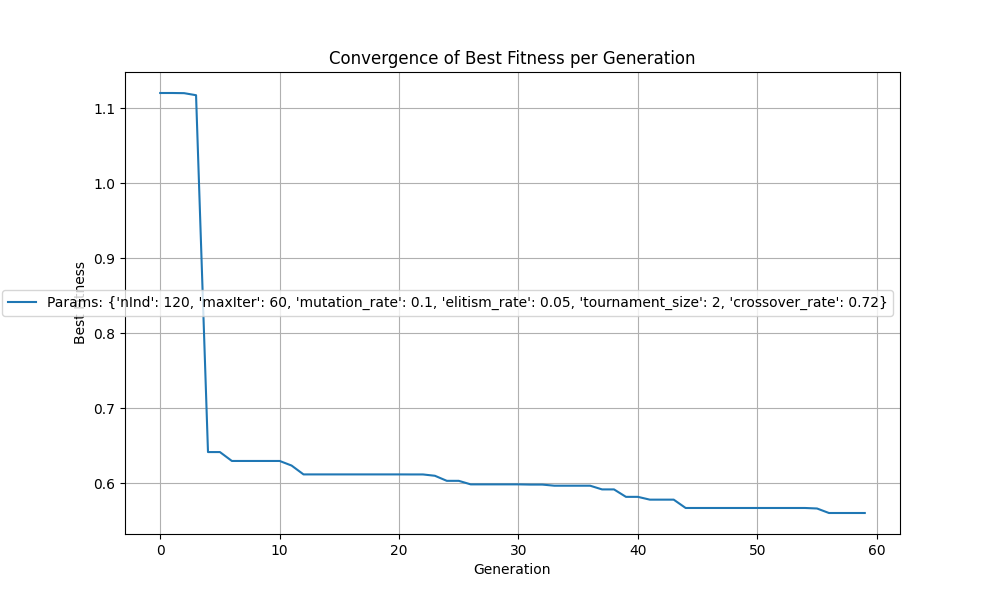 Convergence of Best Fitness per Generation
1.1
1.0
0.9
0.8
0.7
0.6
Best Fitness
Params: {'nInd': 120, 'maxIter': 60, 'mutation_rate': 0.1, 'elitism_rate': 0.05, 'tournament_size': 2, 'crossover_rate': 0.72}
0 10 20 30 40 50 60
Generation